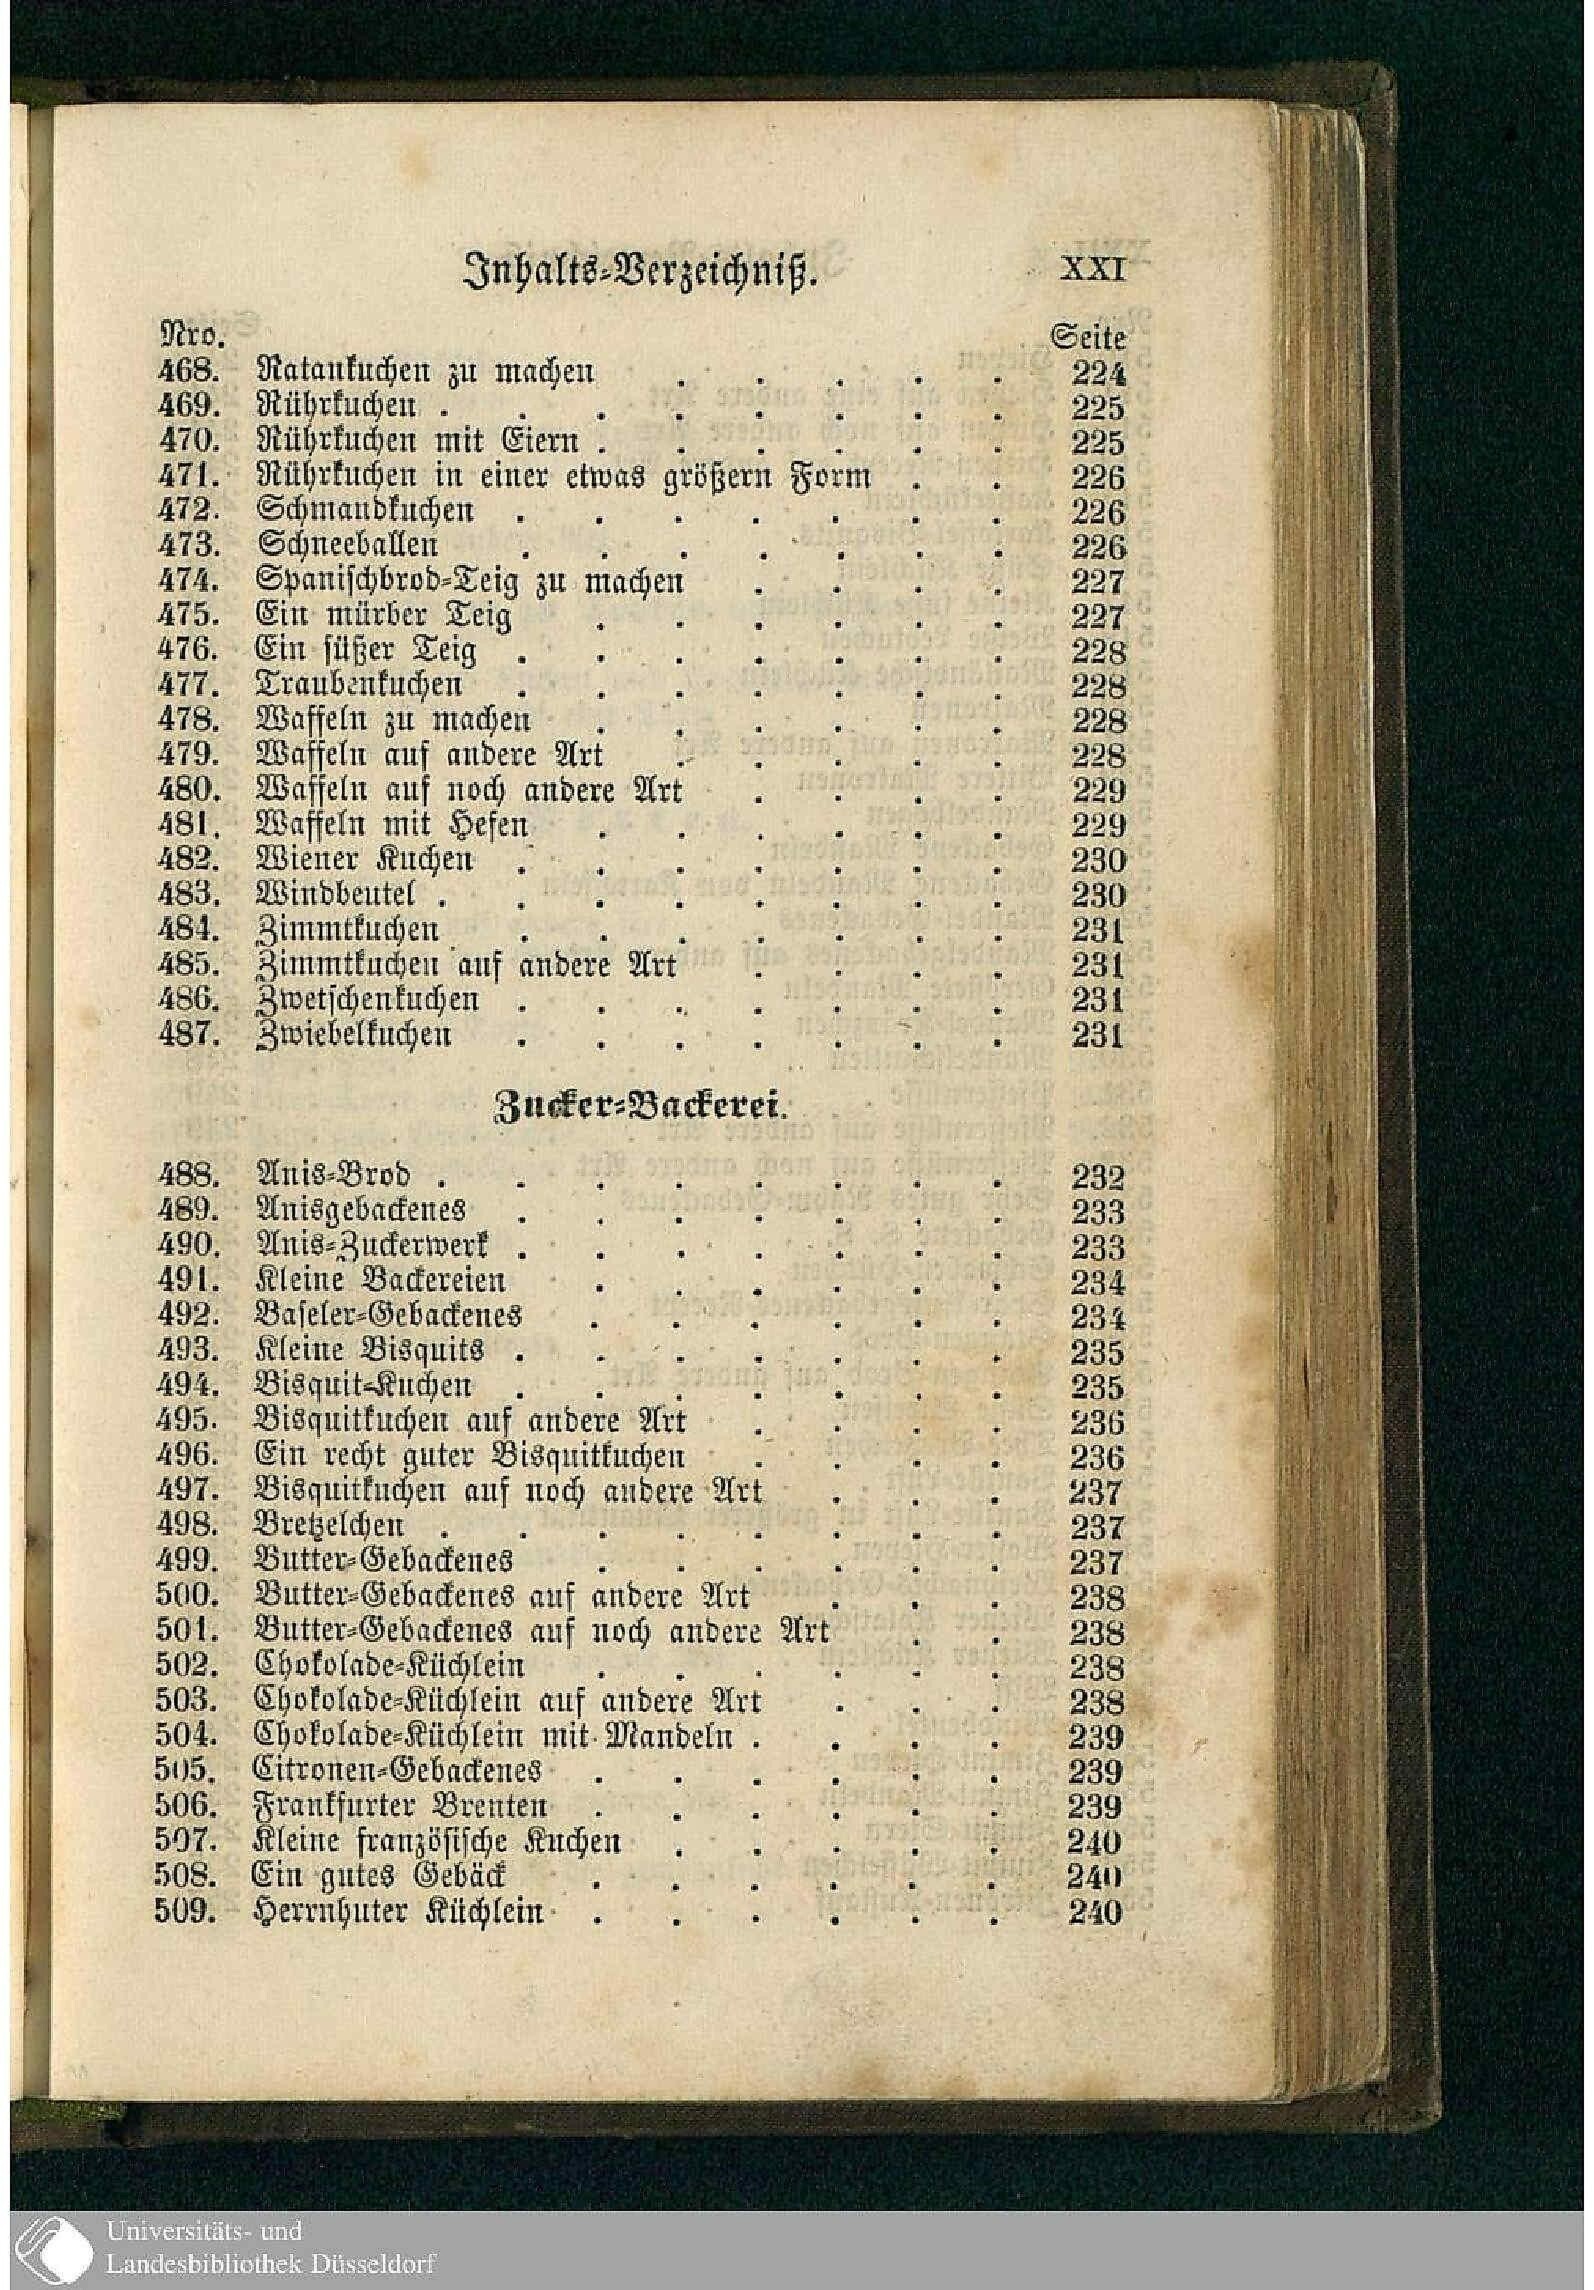 Inhalts-Verzeichniß. XXI
Nro. Seite
468. Ratankuchen zu machen . . . . . 224
469. Rührkuchen . . . . . . . . 225
470. Rührkuchen mit Eiern . . . . . . 225
471. Rührkuchen in einer etwas größern Form . . 226
472. Schmandkuchen . . . . . . . 226
473. Schneeballen . . . . . . . 226
474. Spanischbrod-Teig zu machen . . . . 227
475. Ein mürber Teig . . . . . . 227
476. Ein süßer Teig . . . . . . . 228
477. Traubenkuchen . . . . . . . 228
478. Waffeln zu machen . . . . . . 228
479. Waffeln auf andere Art . . . . . 228
480. Waffeln auf noch andere Art . . . . 229
481. Waffeln mit Hefen . . . . . . 229
482. Wiener Kuchen . . . . . . . 230
483. Windbeutel . . . . . . . . 230
484. Zimmtkuchen . . . . . . . 231
485. Zimmtkuchen auf andere Art . . . . 231
486. Zwetschenkuchen . . . . . . . 231
487. Zwiebelkuchen . . . . . . . 231
Zucker-Backerei.
488. Anis-Brod . . . . . . . . 232
489. Anisgebackenes . . . . . . . 233
490. Anis-Zuckerwerk . . . . . . . 233
491. Kleine Backereien . . . . . . 234
492. Baseler-Gebackenes . . . . . . 234
493. Kleine Bisquits . . . . . . . 235
494. Bisquit-Kuchen . . . . . . . 235
495. Bisquitkuchen auf andere Art . . . . 236
496. Ein recht guter Bisquitkuchen . . . . 236
497. Bisquitkuchen auf noch andere Art . . . 237
498. Bretzelchen . . . . . . . . 237
499. Butter-Gebackenes . . . . . . 237
500. Butter-Gebackenes auf andere Art . . . 238
501. Butter-Gebackenes auf noch andere Art . . 238
502. Chokolade-Küchlein . . . . . . 238
503. Chokolade-Küchlein auf andere Art . . . 238
504. Chokolade-Küchlein mit Mandeln . . . . 239
505. Citronen-Gebackenes . . . . . . 239
506. Frankfurter Brenten . . . . . . 239
507. Kleine französische Kuchen . . . . . 240
508. Ein gutes Gebäck . . . . . . 240
509. Herrnhuter Küchlein . . . . . . 240
Universitäts- und
Landesbibliothek Düsseldorf